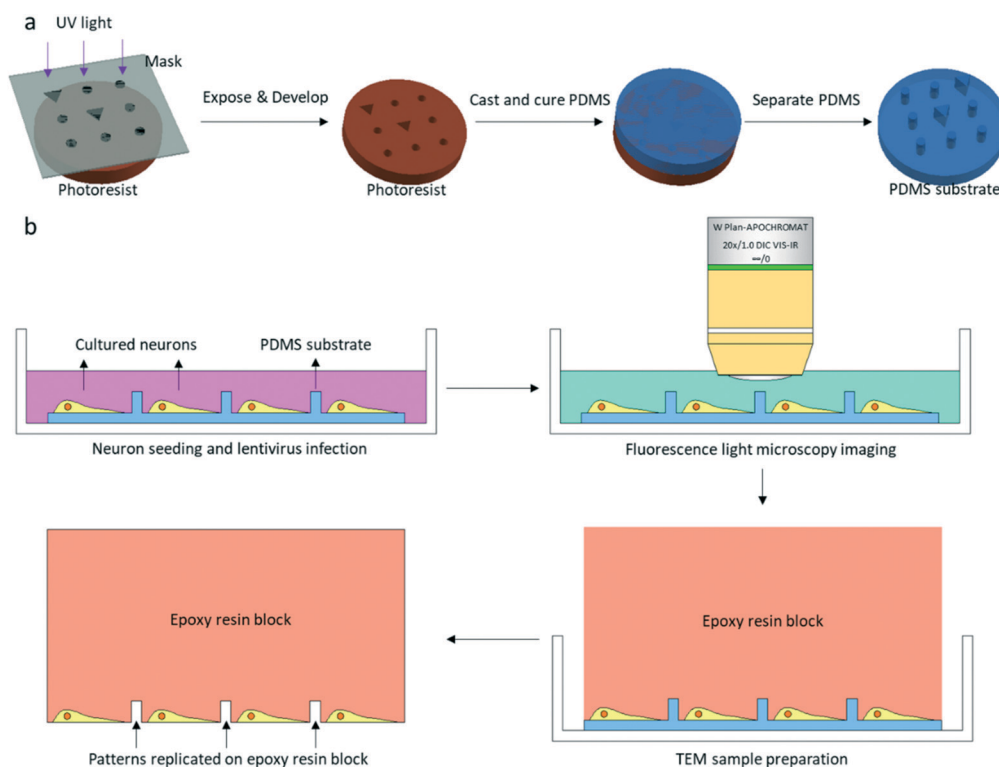 a
UV light
Mask
Expose & Develop
Cast and cure PDMS
Separate PDMS
Photoresist
Photoresist
PDMS substrate
b
W Plan-APOCHROMAT
20x/1.0 DIC VIS-IR
∞/0
Cultured neurons
PDMS substrate
Neuron seeding and lentivirus infection
Fluorescence light microscopy imaging
Epoxy resin block
Epoxy resin block
Patterns replicated on epoxy resin block
TEM sample preparation